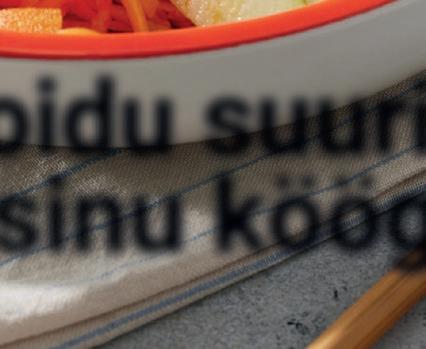 oidu suuri
sinu köög